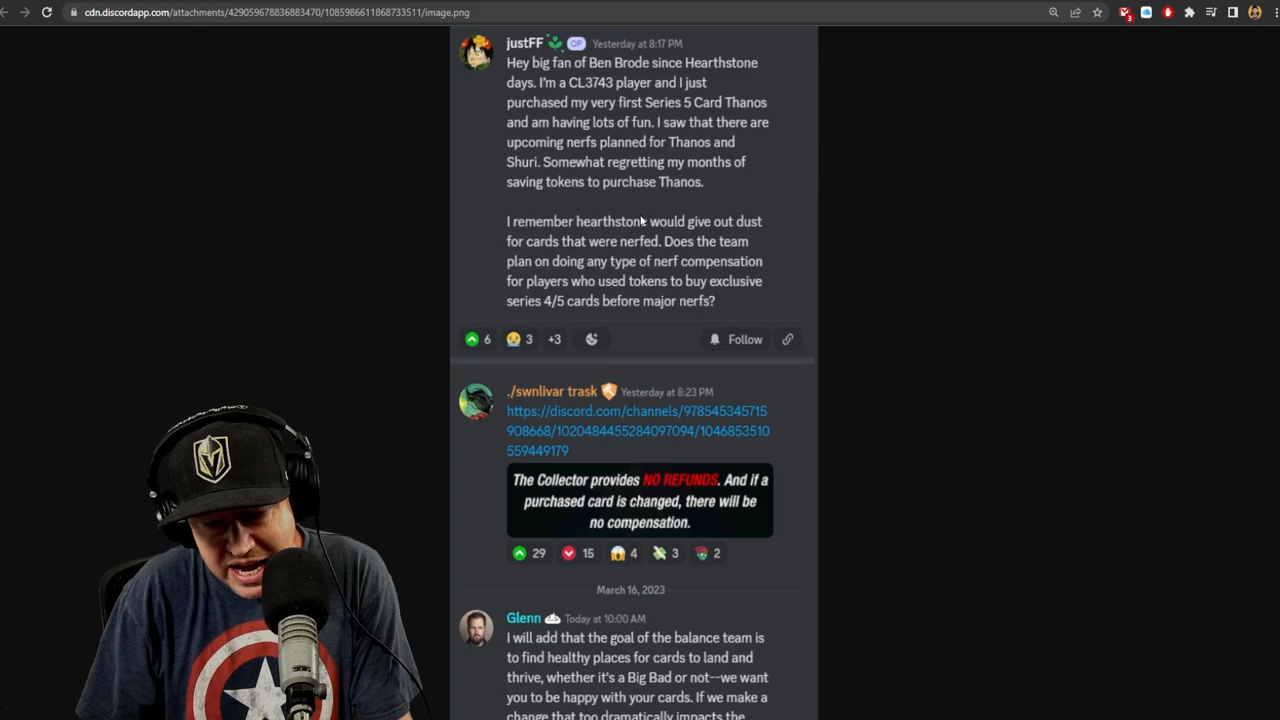 cdn.discordapp.com/attachments/429059678836883470/1085986611868733511/image.png
justFF OP Yesterday at 8:17 PM
Hey big fan of Ben Brode since Hearthstone
days. I'm a CL3743 player and I just
purchased my very first Series 5 Card Thanos
and am having lots of fun. I saw that there are
upcoming nerfs planned for Thanos and
Shuri. Somewhat regretting my months of
saving tokens to purchase Thanos.
I remember hearthstone would give out dust
for cards that were nerfed. Does the team
plan on doing any type of nerf compensation
for players who used tokens to buy exclusive
series 4/5 cards before major nerfs?
6 3 +3 Follow
./swnlivar trask Yesterday at 8:23 PM
https://discord.com/channels/978545345715
908668/1020484455284097094/1046853510
559449179
The Collector provides NO REFUNDS. And if a
purchased card is changed, there will be
no compensation.
29 15 4 3 2
March 16, 2023
Glenn Today at 10:00 AM
I will add that the goal of the balance team is
to find healthy places for cards to land and
thrive, whether it's a Big Bad or not--we want
you to be happy with your cards. If we make a
change that too dramatically impacts the